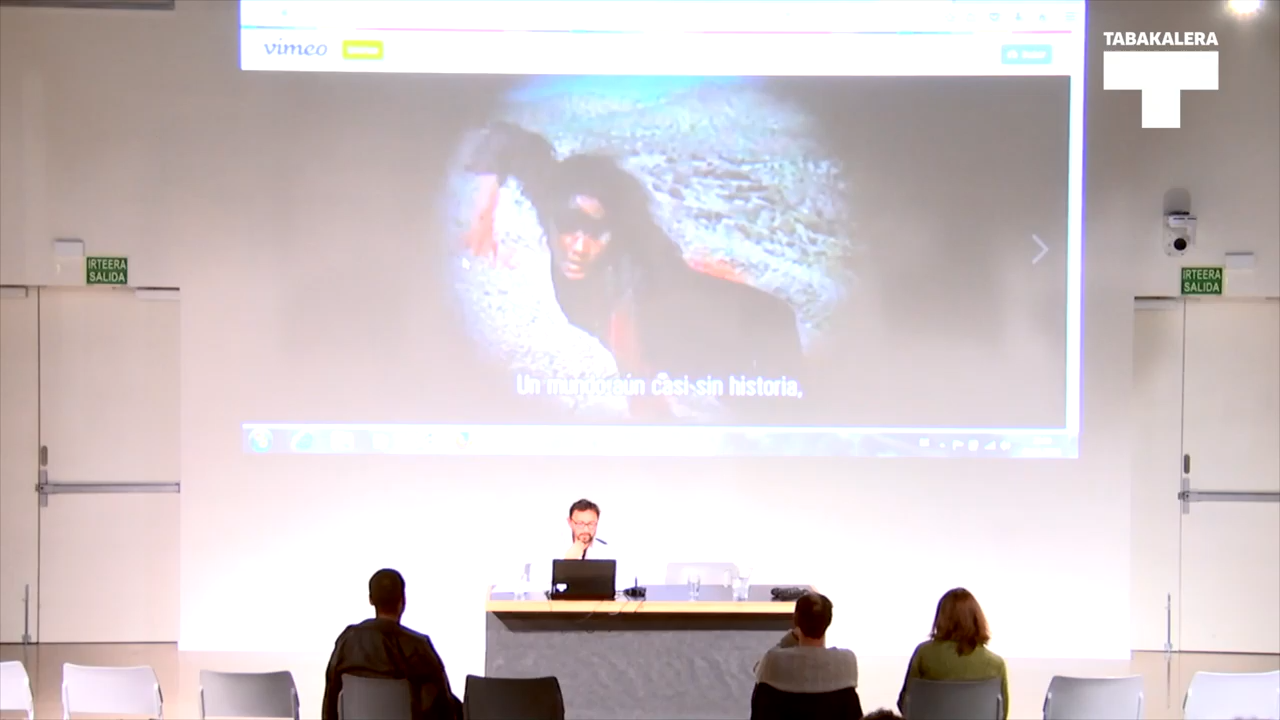 vimeo
TABAKALERA
IRTEERA
SALIDA
IRTEERA
SALIDA
Un mundo aún casi sin historia,